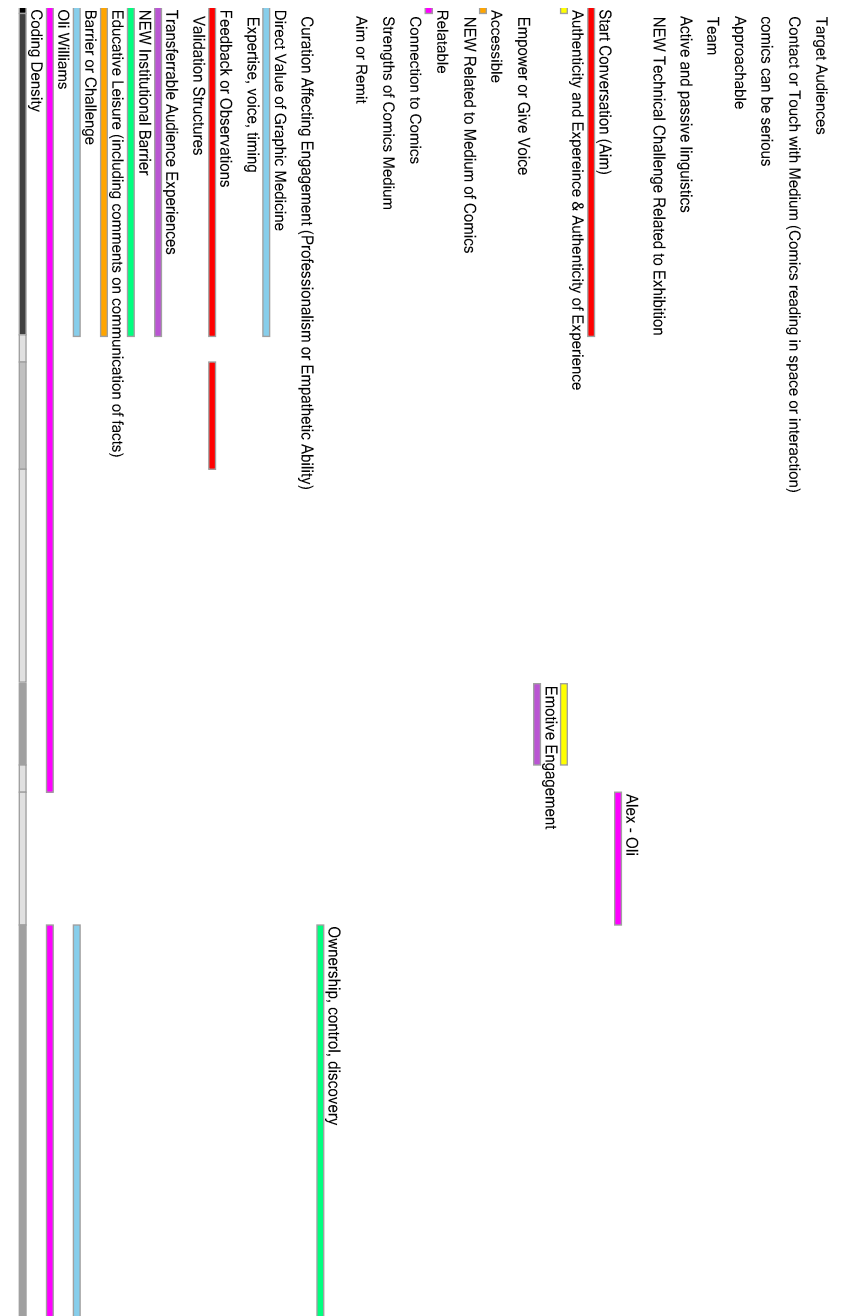 Target Audiences
Contact or Touch with Medium (Comics reading in space or interaction)
comics can be serious
Approachable
Team
Active and passive linguistics
NEW Technical Challenge Related to Exhibition
Alex - Oli
Start Conversation (Aim)
Authenticity and Expereince & Authenticity of Experience
Emotive Engagement
Empower or Give Voice
Accessible
NEW Related to Medium of Comics
Relatable
Connection to Comics
Strengths of Comics Medium
Aim or Remit
Ownership, control, discovery
Curation Affecting Engagement (Professionalism or Empathetic Ability)
Direct Value of Graphic Medicine
Expertise, voice, timing
Feedback or Observations
Validation Structures
Transferrable Audience Experiences
NEW Institutional Barrier
Educative Leisure (including comments on communication of facts)
Barrier or Challenge
Oli Williams
Coding Density